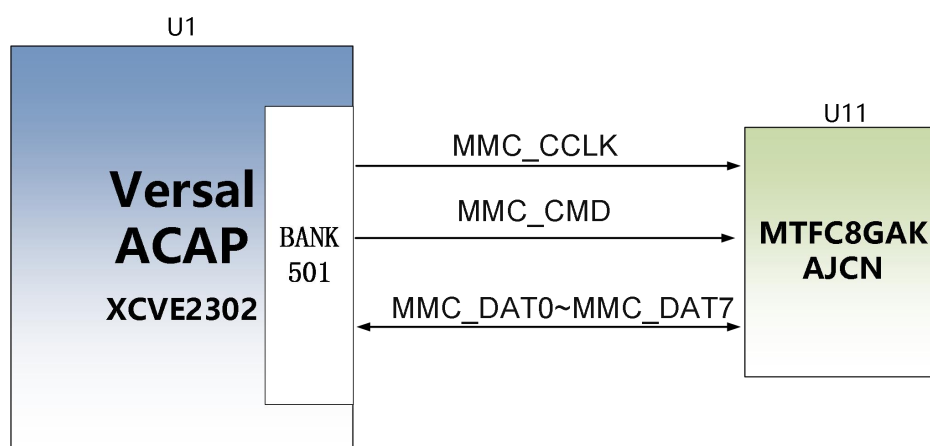 U1
Versal
ACAP
XCVE2302
BANK
501
MMC_CCLK
MMC_CMD
MMC_DAT0~MMC_DAT7
U11
MTFC8GAK
AJCN